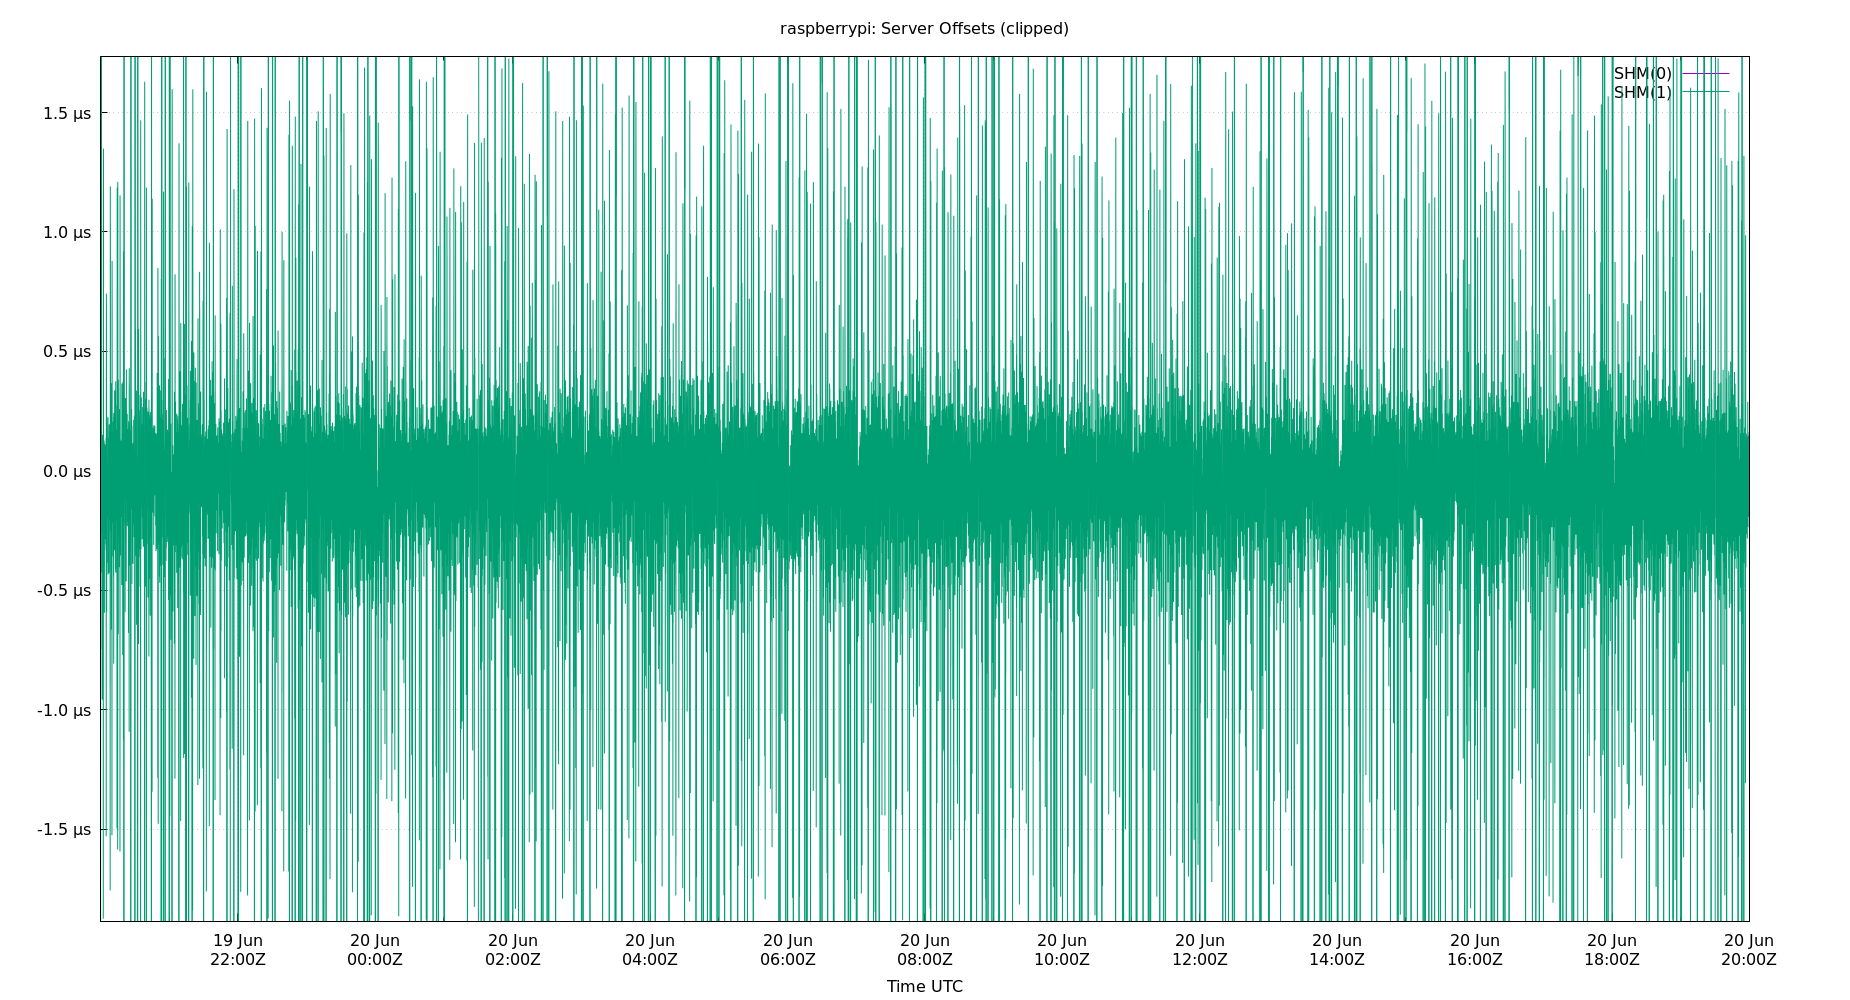 raspberrypi: Server Offsets (clipped)
SHM(0)
SHM(1)
1.5 µs
1.0 µs
0.5 µs
0.0 µs
-0.5 µs
-1.0 µs
-1.5 µs
19 Jun 20 Jun 20 Jun 20 Jun 20 Jun 20 Jun 20 Jun 20 Jun 20 Jun 20 Jun 20 Jun 20 Jun
22:00Z 00:00Z 02:00Z 04:00Z 06:00Z 08:00Z 10:00Z 12:00Z 14:00Z 16:00Z 18:00Z 20:00Z
Time UTC